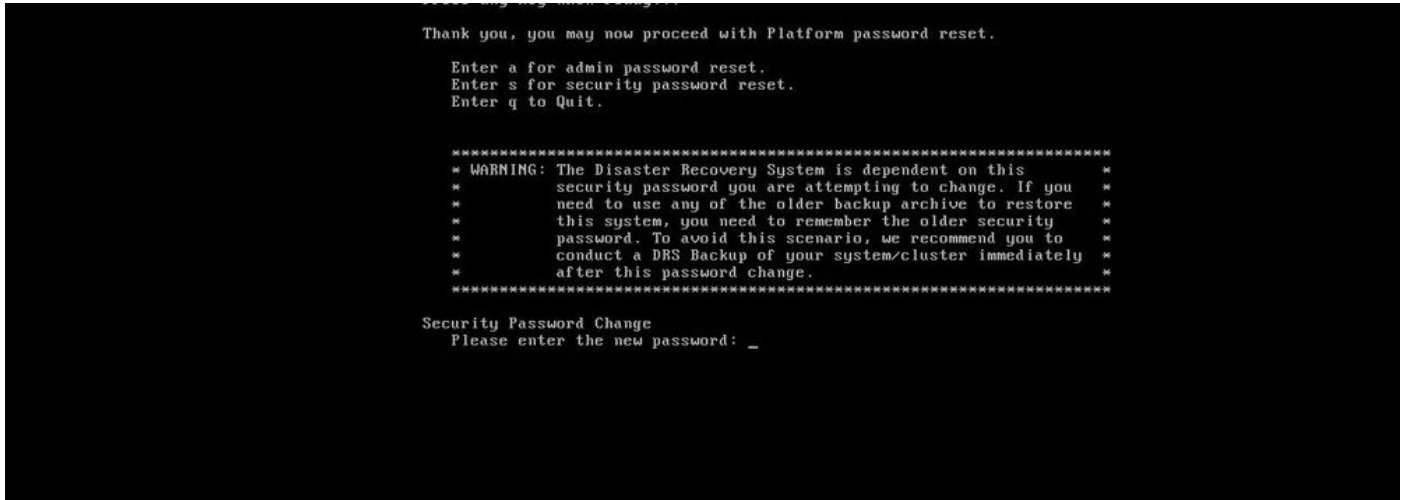 Thank you, you may now proceed with Platform password reset.
Enter a for admin password reset.
Enter s for security password reset.
Enter q to Quit.
**********************************************************************
* WARNING: The Disaster Recovery System is dependent on this *
* security password you are attempting to change. If you *
* need to use any of the older backup archive to restore *
* this system, you need to remember the older security *
* password. To avoid this scenario, we recommend you to *
* conduct a DRS Backup of your system/cluster immediately *
* after this password change. *
**********************************************************************
Security Password Change
Please enter the new password: _